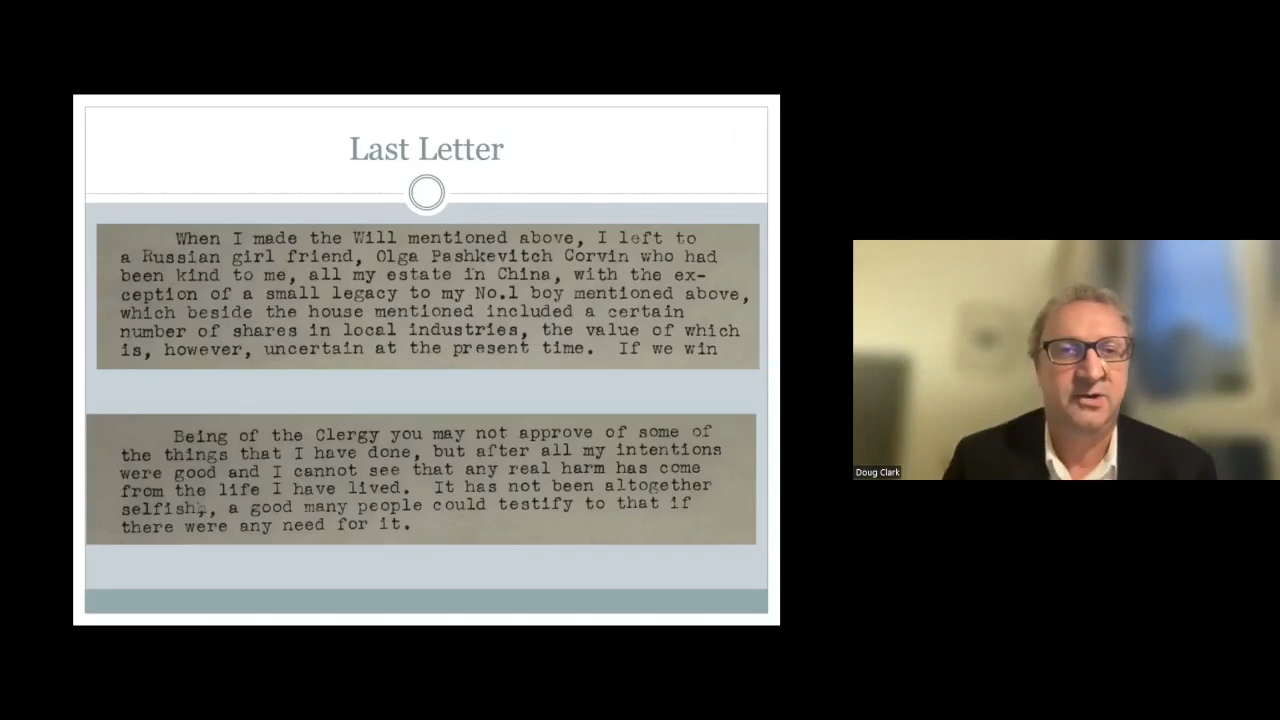 Last Letter
When I made the Will mentioned above, I left to
a Russian girl friend, Olga Pashkevitch Corvin who had
been kind to me, all my estate in China, with the ex-
ception of a small legacy to my No.1 boy mentioned above,
which beside the house mentioned included a certain
number of shares in local industries, the value of which
is, however, uncertain at the present time. If we win
Being of the Clergy you may not approve of some of
the things that I have done, but after all my intentions
were good and I cannot see that any real harm has come
from the life I have lived. It has not been altogether
selfish, a good many people could testify to that if
there were any need for it.
Doug Clark